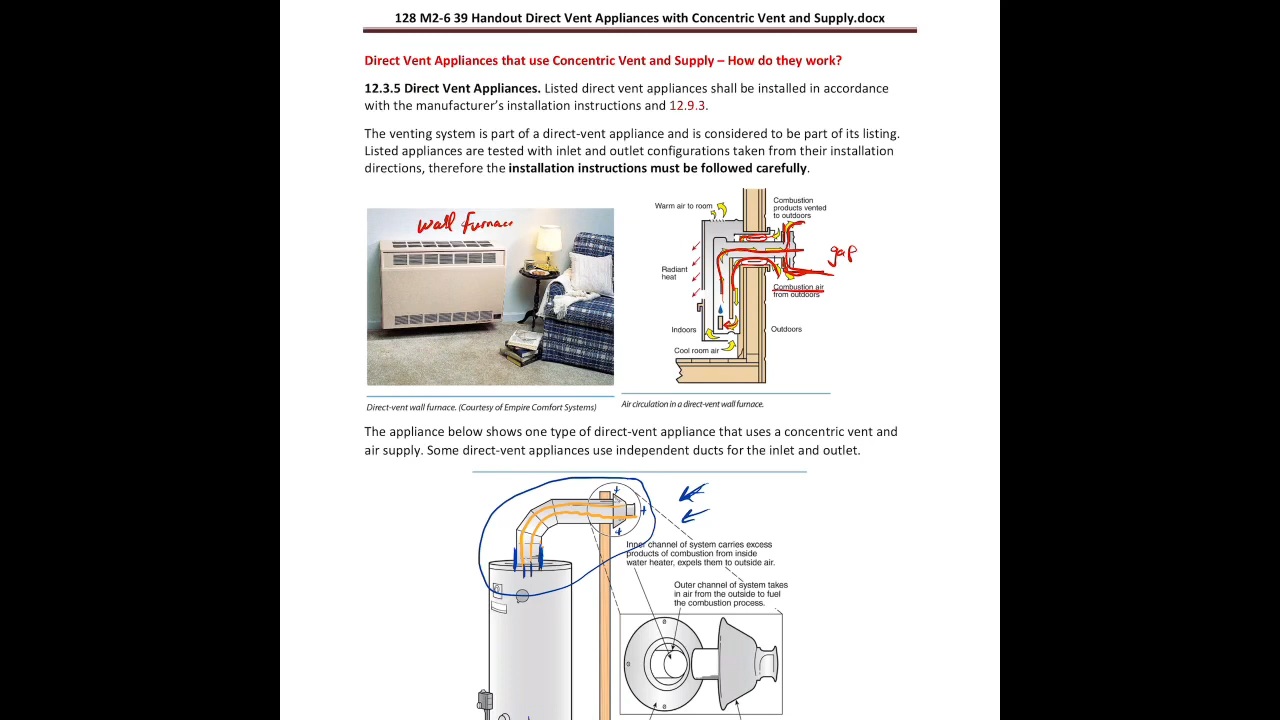 128 M2-6 39 Handout Direct Vent Appliances with Concentric Vent and Supply.docx
Direct Vent Appliances that use Concentric Vent and Supply – How do they work?
12.3.5 Direct Vent Appliances. Listed direct vent appliances shall be installed in accordance
with the manufacturer's installation instructions and 12.9.3.
The venting system is part of a direct-vent appliance and is considered to be part of its listing.
Listed appliances are tested with inlet and outlet configurations taken from their installation
directions, therefore the installation instructions must be followed carefully.
wall furnace
Warm air to room
Combustion
products vented
to outdoors
gap
Radiant
heat
Combustion air
from outdoors
Indoors
Outdoors
Cool room air
Direct-vent wall furnace. (Courtesy of Empire Comfort Systems)
Air circulation in a direct-vent wall furnace.
The appliance below shows one type of direct-vent appliance that uses a concentric vent and
air supply. Some direct-vent appliances use independent ducts for the inlet and outlet.
Inner channel of system carries excess
products of combustion from inside
water heater, expels them to outside air.
Outer channel of system takes
in air from the outside to fuel
the combustion process.